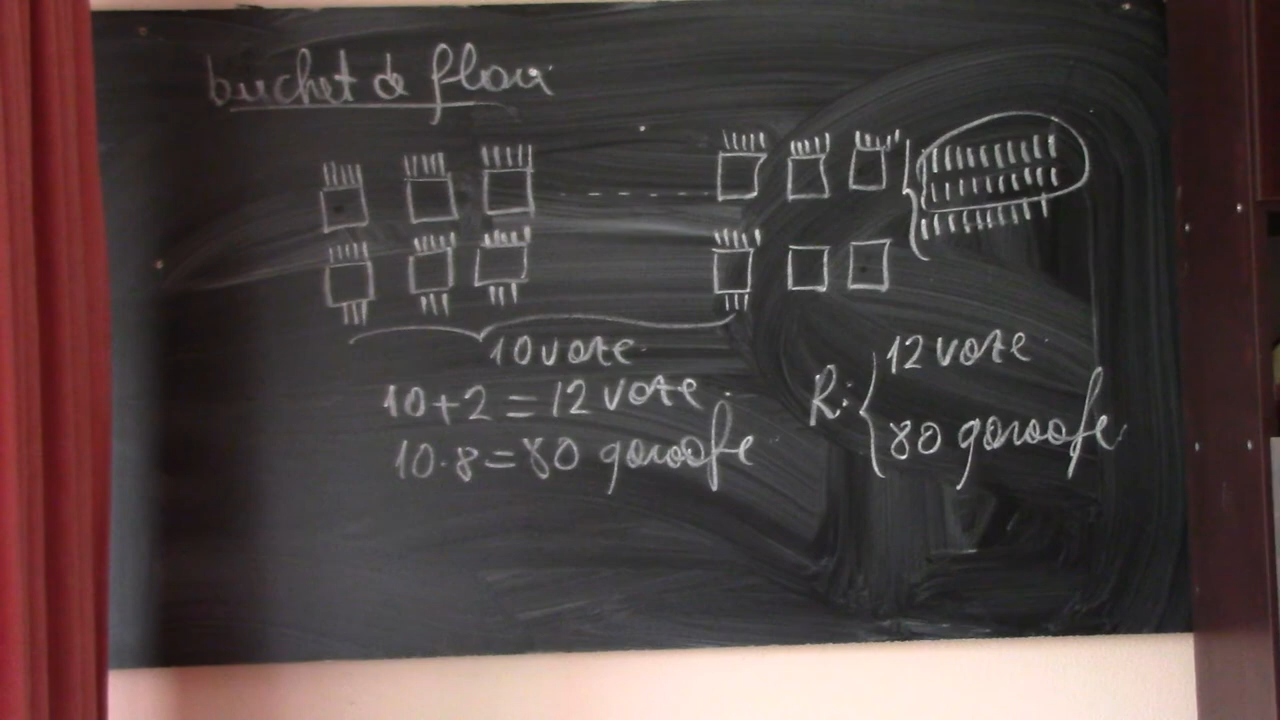 buchet de flori
10 vaze
10+2=12 vaze
10·8=80 garoafe
R: 12 vaze
80 garoafe